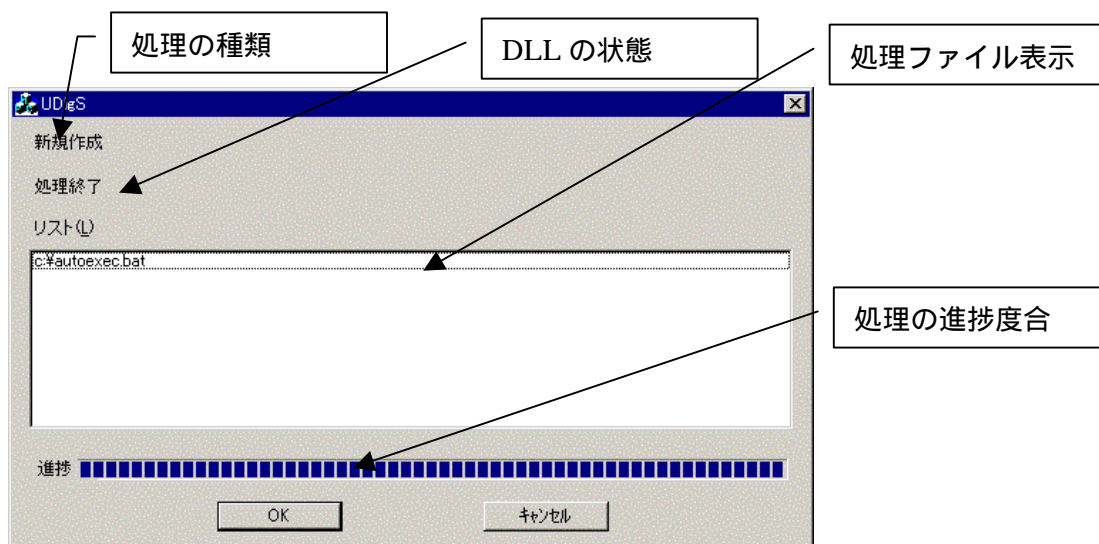 処理の種類
DLL の状態
処理ファイル表示
UDigS
新規作成
処理終了
リスト(L)
c:¥autoexec.bat
処理の進捗度合
進捗
OK
キャンセル